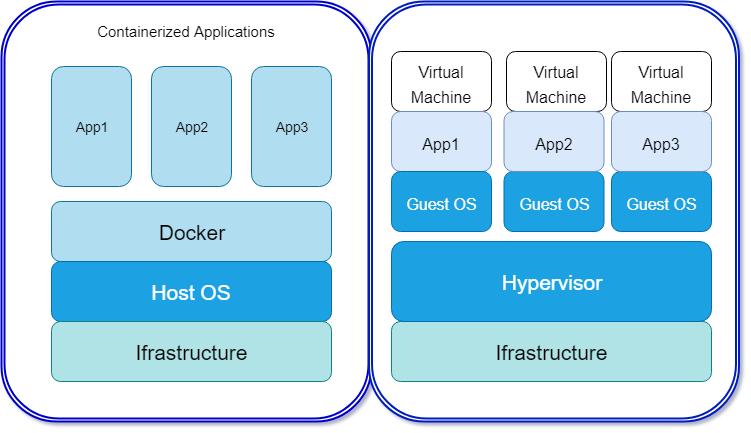 Containerized Applications
App1
App2
App3
Docker
Host OS
Ifrastructure
Virtual
Machine
Virtual
Machine
Virtual
Machine
App1
App2
App3
Guest OS
Guest OS
Guest OS
Hypervisor
Ifrastructure